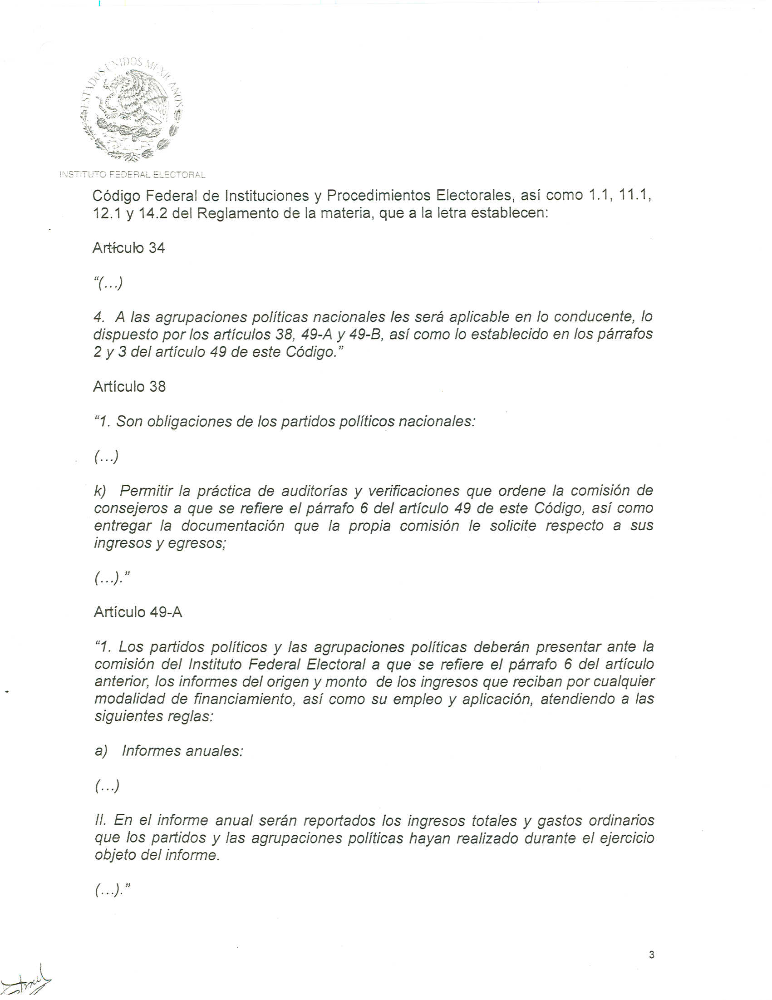 ESTADOS UNIDOS MEXICANOS
INSTITUTO FEDERAL ELECTORAL
Código Federal de Instituciones y Procedimientos Electorales, así como 1.1, 11.1,
12.1 y 14.2 del Reglamento de la materia, que a la letra establecen:
Artículo 34
“(...)
4. A las agrupaciones políticas nacionales les será aplicable en lo conducente, lo
dispuesto por los artículos 38, 49-A y 49-B, así como lo establecido en los párrafos
2 y 3 del artículo 49 de este Código.”
Artículo 38
“1. Son obligaciones de los partidos políticos nacionales:
(...)
k) Permitir la práctica de auditorías y verificaciones que ordene la comisión de
consejeros a que se refiere el párrafo 6 del artículo 49 de este Código, así como
entregar la documentación que la propia comisión le solicite respecto a sus
ingresos y egresos;
(...).”
Artículo 49-A
“1. Los partidos políticos y las agrupaciones políticas deberán presentar ante la
comisión del Instituto Federal Electoral a que se refiere el párrafo 6 del artículo
anterior, los informes del origen y monto de los ingresos que reciban por cualquier
modalidad de financiamiento, así como su empleo y aplicación, atendiendo a las
siguientes reglas:
a) Informes anuales:
(...)
II. En el informe anual serán reportados los ingresos totales y gastos ordinarios
que los partidos y las agrupaciones políticas hayan realizado durante el ejercicio
objeto del informe.
(...).”
3